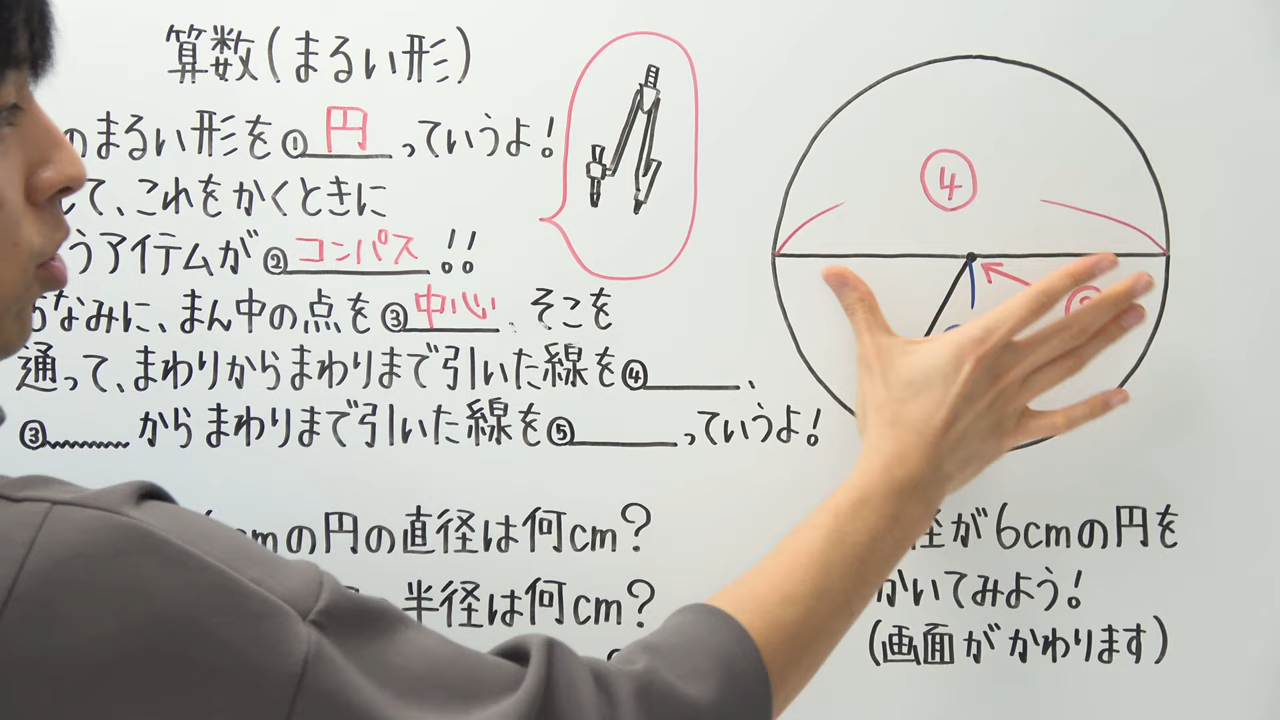 算数(まるい形)
のまるい形を①円っていうよ!
して、これをかくときに
うアイテムが②コンパス!!
なみに、まん中の点を③中心、そこを
通って、まわりからまわりまで引いた線を④、
③からまわりまで引いた線を⑤っていうよ!
cmの円の直径は何cm?
半径は何cm?
④
径が6cmの円を
かいてみよう!
(画面がかわります)